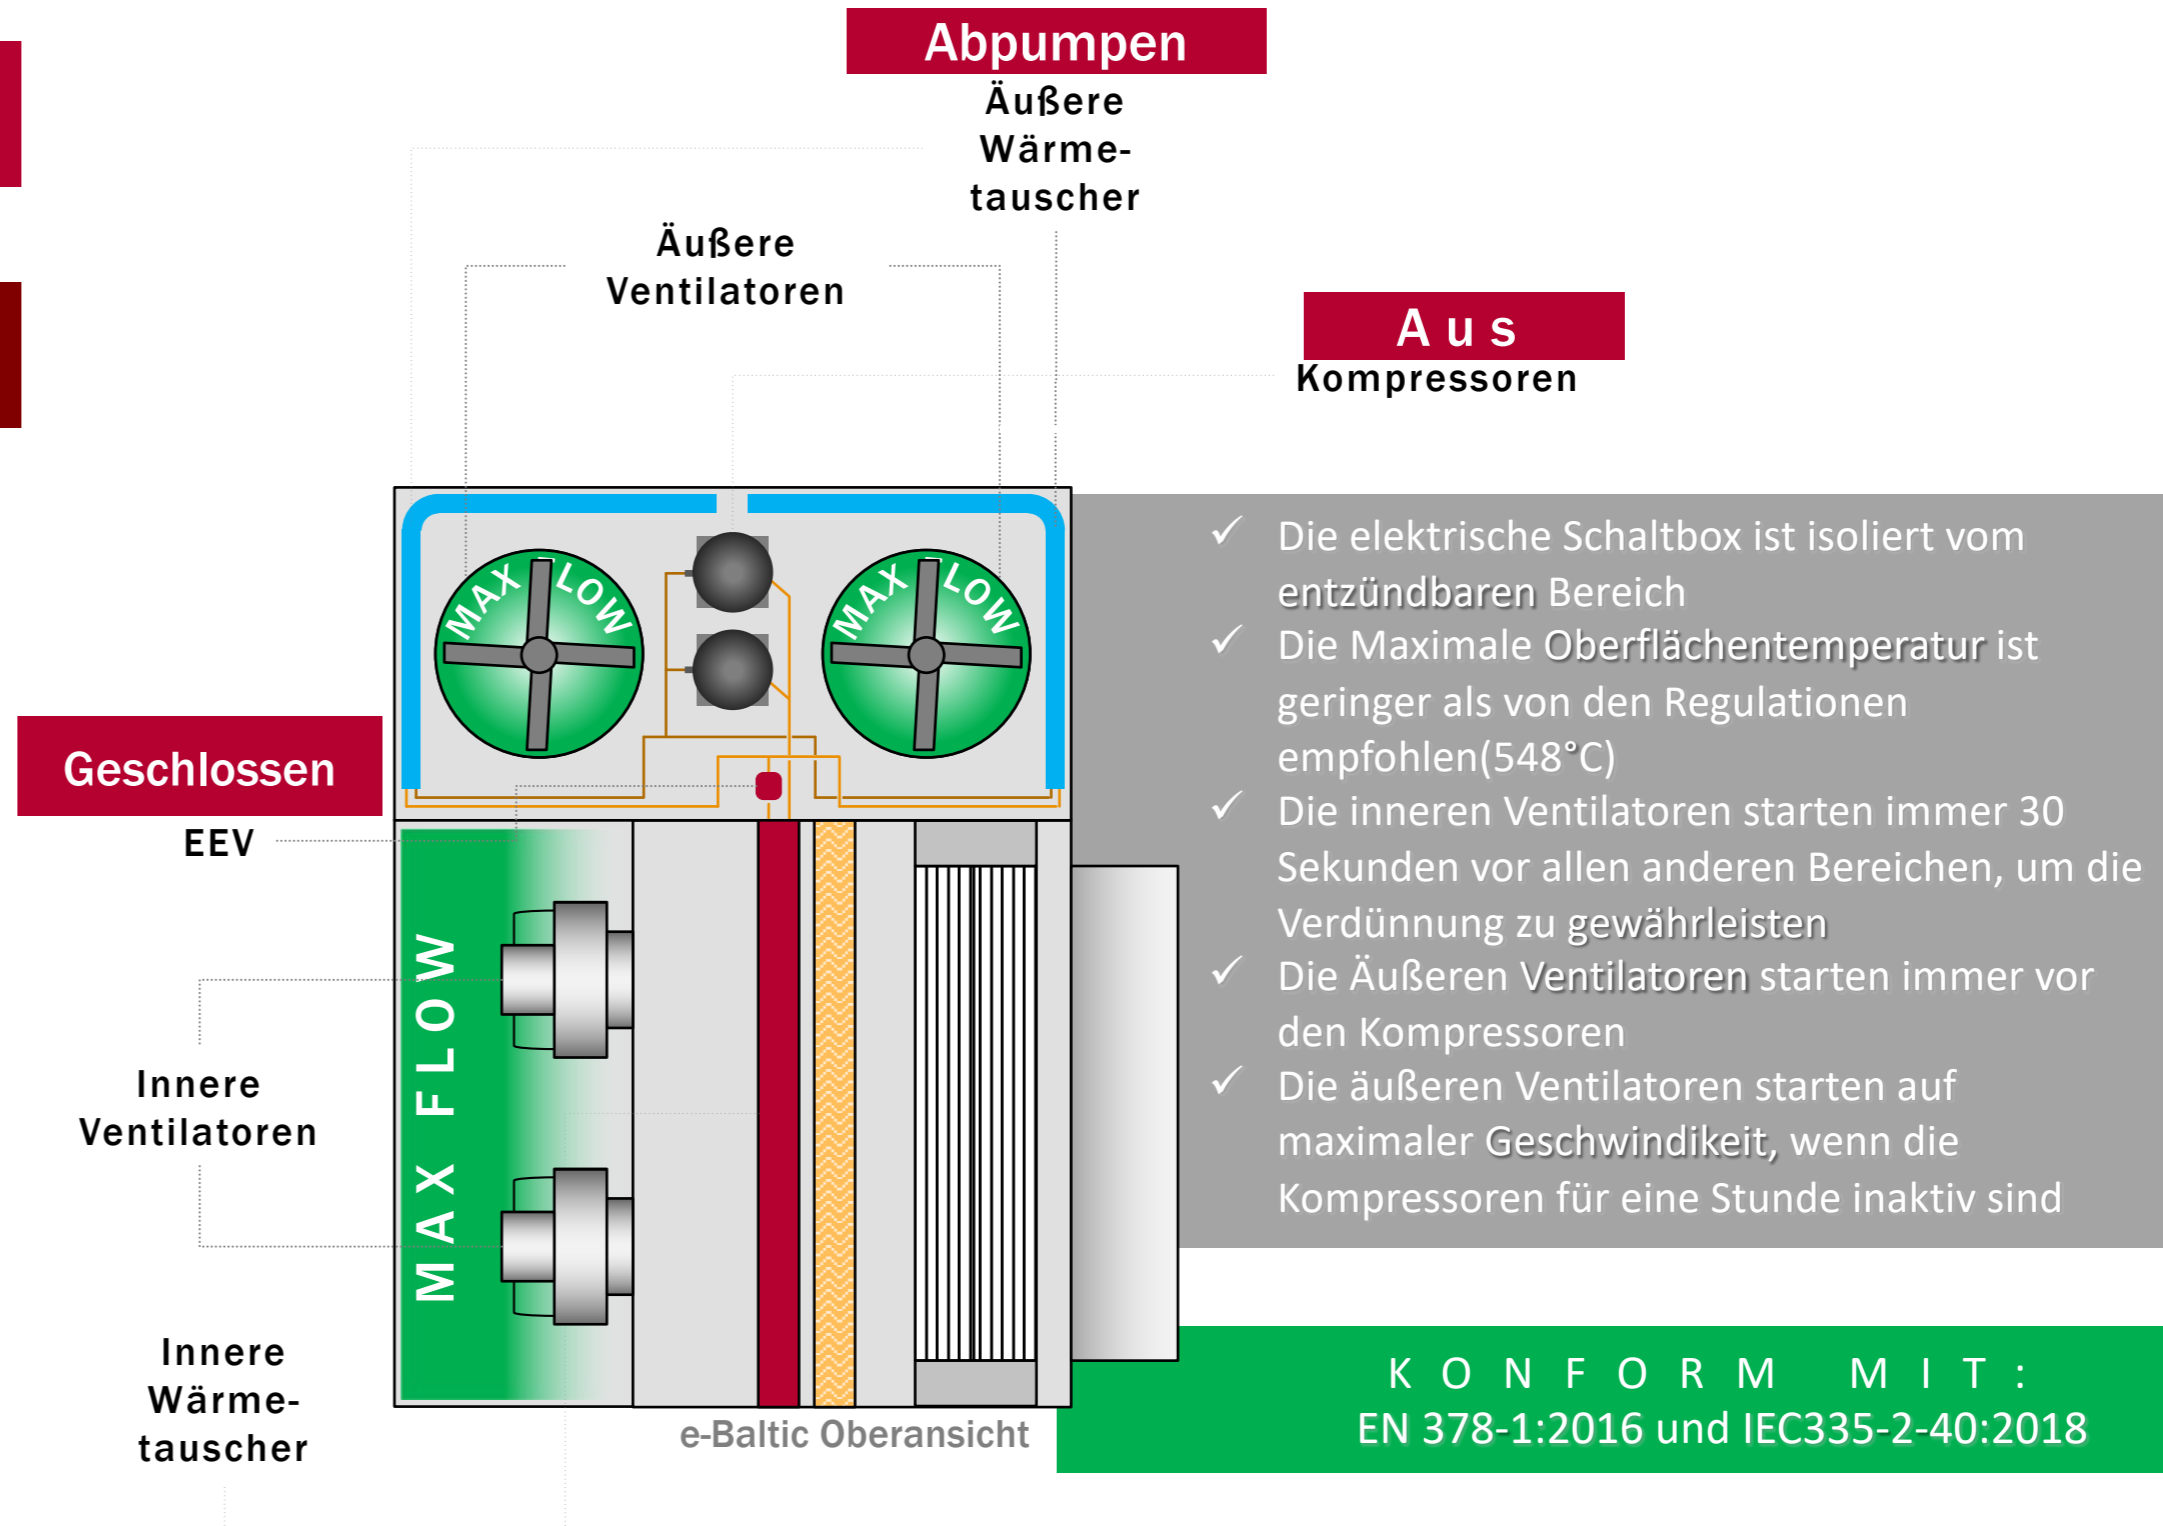 Abpumpen
Äußere
Wärme-
tauscher
Äußere
Ventilatoren
Aus
Kompressoren
MAX FLOW
MAX FLOW
Geschlossen
EEV
MAX FLOW
Innere
Ventilatoren
Innere
Wärme-
tauscher
e-Baltic Oberansicht
✓ Die elektrische Schaltbox ist isoliert vom
entzündbaren Bereich
✓ Die Maximale Oberflächentemperatur ist
geringer als von den Regulationen
empfohlen(548°C)
✓ Die inneren Ventilatoren starten immer 30
Sekunden vor allen anderen Bereichen, um die
Verdünnung zu gewährleisten
✓ Die Äußeren Ventilatoren starten immer vor
den Kompressoren
✓ Die äußeren Ventilatoren starten auf
maximaler Geschwindikeit, wenn die
Kompressoren für eine Stunde inaktiv sind
KONFORM MIT:
EN 378-1:2016 und IEC335-2-40:2018